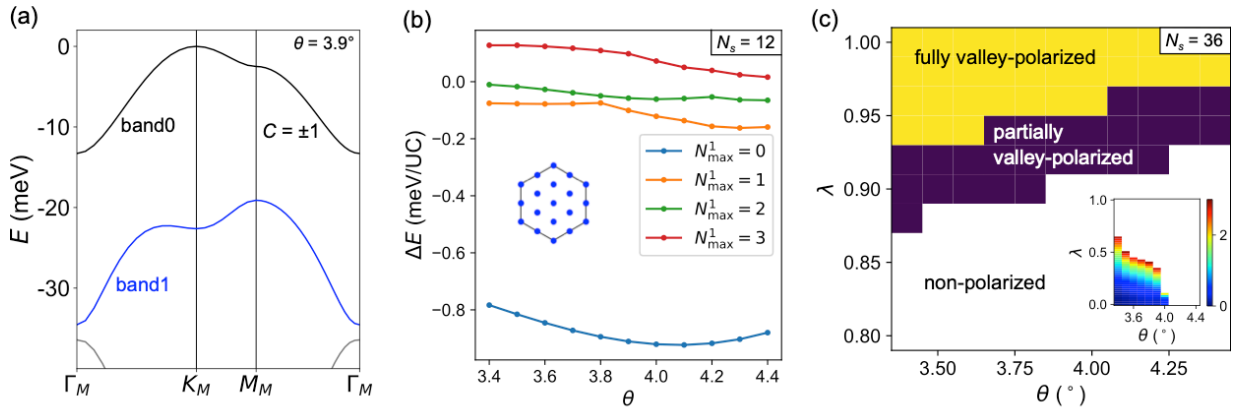 (a)
θ = 3.9°
0
-10
-20
-30
E (meV)
band0
C = ±1
band1
Γ_M
K_M
M_M
Γ_M
(b)
N_s = 12
0.0
−0.2
−0.4
−0.6
−0.8
ΔE (meV/UC)
N^1_max = 0
N^1_max = 1
N^1_max = 2
N^1_max = 3
3.4
3.6
3.8
4.0
4.2
4.4
θ
(c)
N_s = 36
1.00
0.95
0.90
0.85
0.80
λ
fully valley-polarized
partially
valley-polarized
non-polarized
1.0
0.5
0.0
λ
3.6
4.0
4.4
θ (°)
2
0
3.50
3.75
4.00
4.25
θ (°)